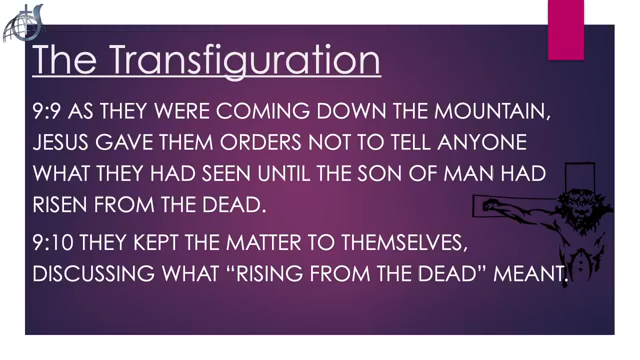 The Transfiguration
9:9 AS THEY WERE COMING DOWN THE MOUNTAIN,
JESUS GAVE THEM ORDERS NOT TO TELL ANYONE
WHAT THEY HAD SEEN UNTIL THE SON OF MAN HAD
RISEN FROM THE DEAD.
9:10 THEY KEPT THE MATTER TO THEMSELVES,
DISCUSSING WHAT “RISING FROM THE DEAD” MEANT.